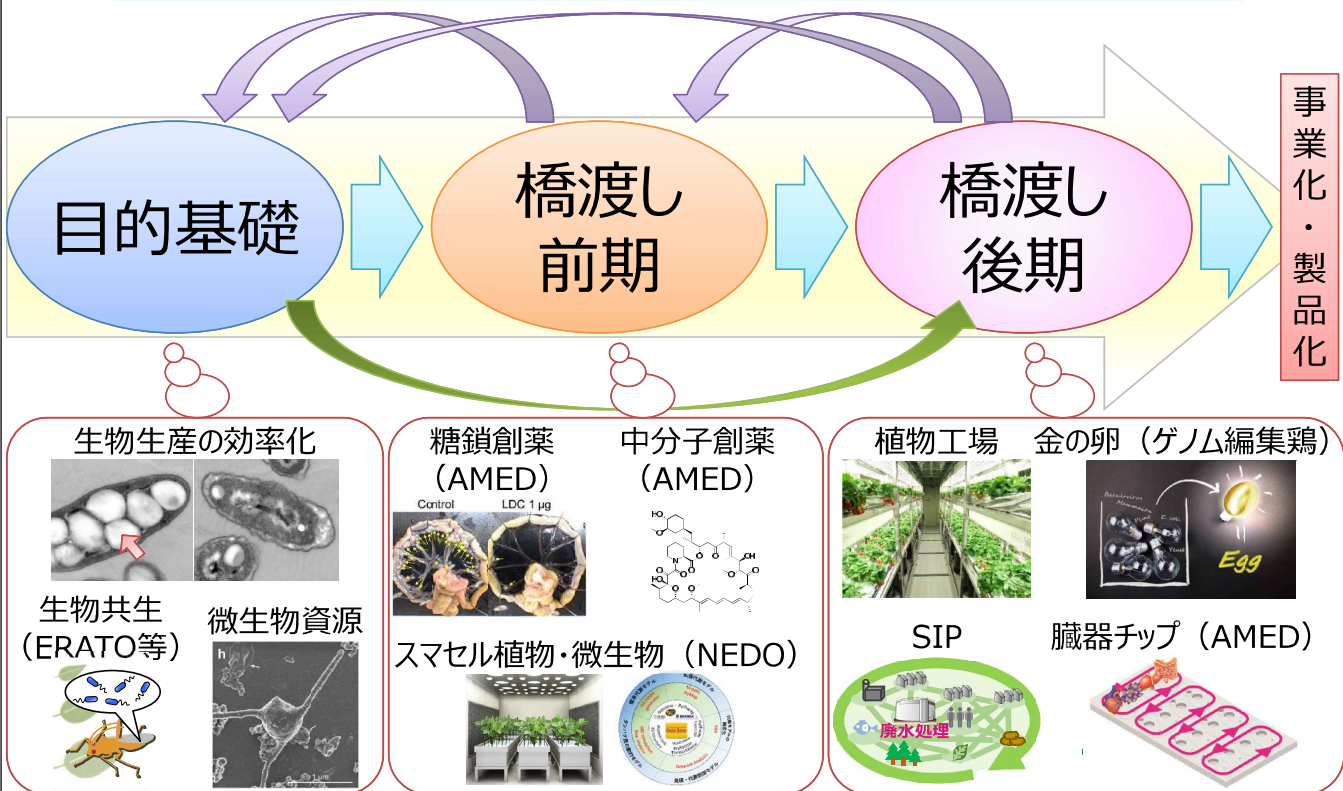 目的基礎
橋渡し
前期
橋渡し
後期
事業化・製品化
生物生産の効率化
生物共生
（ERATO等）
微生物資源
h
1 um
糖鎖創薬
（AMED）
Control
LDC 1 μg
中分子創薬
（AMED）
スマセル植物・微生物（NEDO）
植物工場
金の卵（ゲノム編集鶏）
E. coli
Egg
SIP
廃水処理
臓器チップ（AMED）